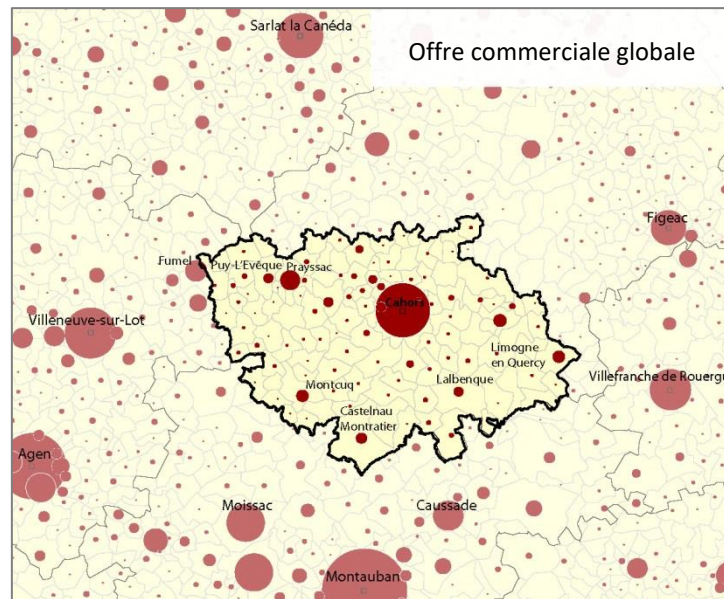 Sarlat la Canéda
Offre commerciale globale
Figeac
Fumel
Puy-L'Evêque
Prayssac
Cahors
Villeneuve-sur-Lot
Limogne
en Quercy
Villefranche de Rouergu
Montcuq
Lalbenque
Castelnau
Montratier
Agen
Moissac
Caussade
Montauban